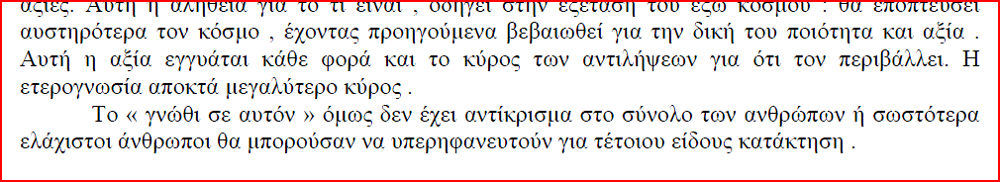 αξίες. Αυτή η αλήθεια για το τι είναι , οδηγεί στην εξέταση του έξω κόσμου : θα εποπτεύσει
αυστηρότερα τον κόσμο , έχοντας προηγούμενα βεβαιωθεί για την δική του ποιότητα και αξία .
Αυτή η αξία εγγυάται κάθε φορά και το κύρος των αντιλήψεων για ότι τον περιβάλλει. Η
ετερογνωσία αποκτά μεγαλύτερο κύρος .
Το « γνώθι σε αυτόν » όμως δεν έχει αντίκρισμα στο σύνολο των ανθρώπων ή σωστότερα
ελάχιστοι άνθρωποι θα μπορούσαν να υπερηφανευτούν για τέτοιου είδους κατάκτηση .